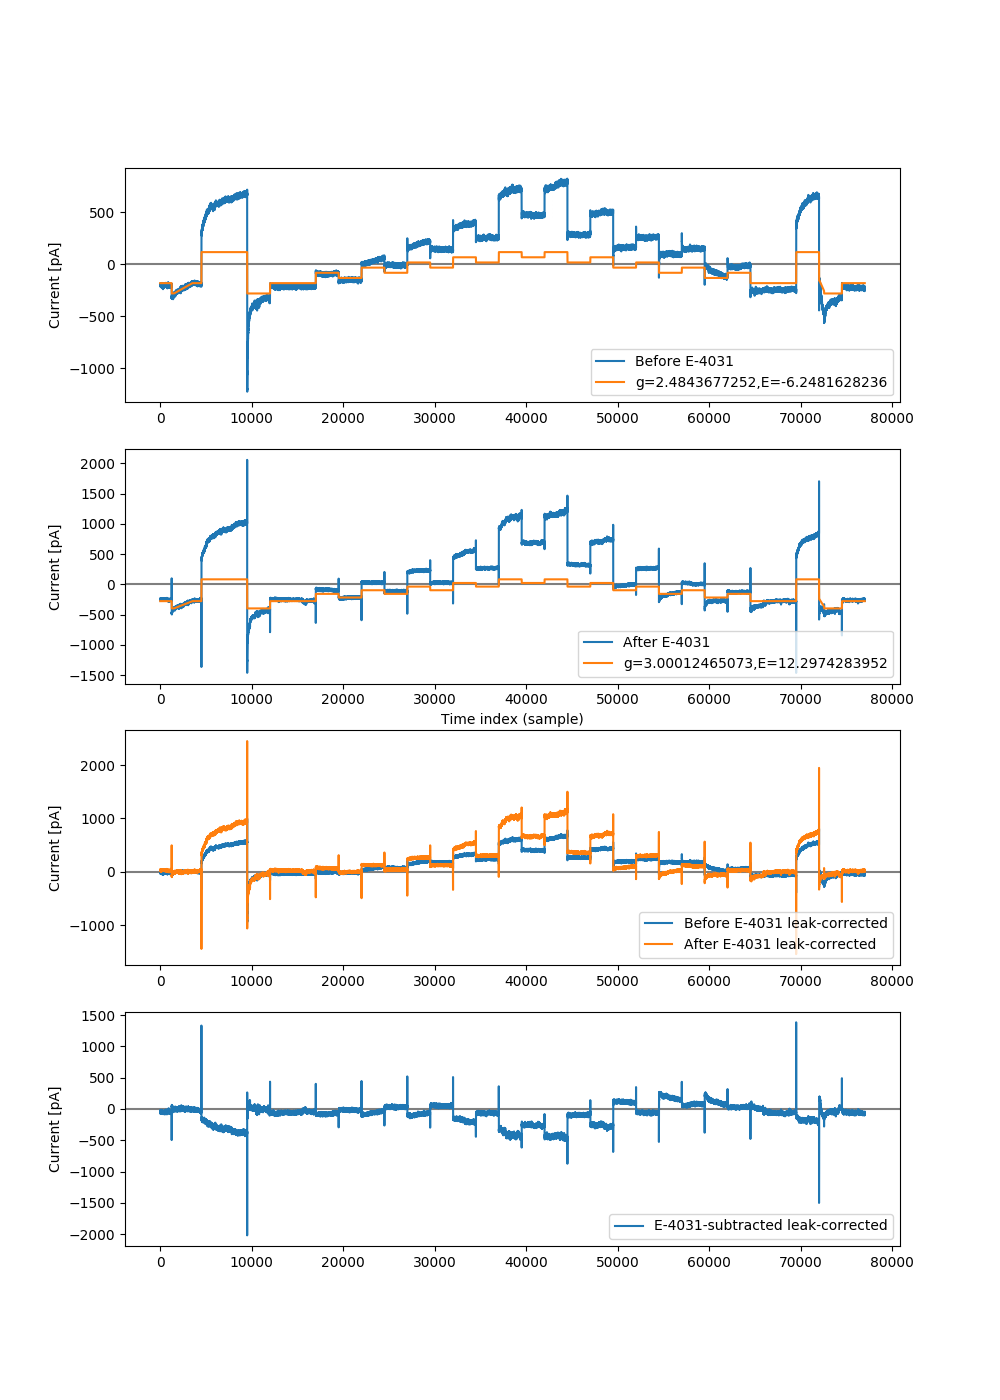 500
0
−500
−1000
Current [pA]
Before E-4031
g=2.4843677252,E=-6.2481628236
0 10000 20000 30000 40000 50000 60000 70000 80000
2000
1500
1000
500
0
−500
−1000
−1500
Current [pA]
After E-4031
g=3.00012465073,E=12.2974283952
0 10000 20000 30000 40000 50000 60000 70000 80000
Time index (sample)
2000
1000
0
−1000
Current [pA]
Before E-4031 leak-corrected
After E-4031 leak-corrected
0 10000 20000 30000 40000 50000 60000 70000 80000
1500
1000
500
0
−500
−1000
−1500
−2000
Current [pA]
E-4031-subtracted leak-corrected
0 10000 20000 30000 40000 50000 60000 70000 80000